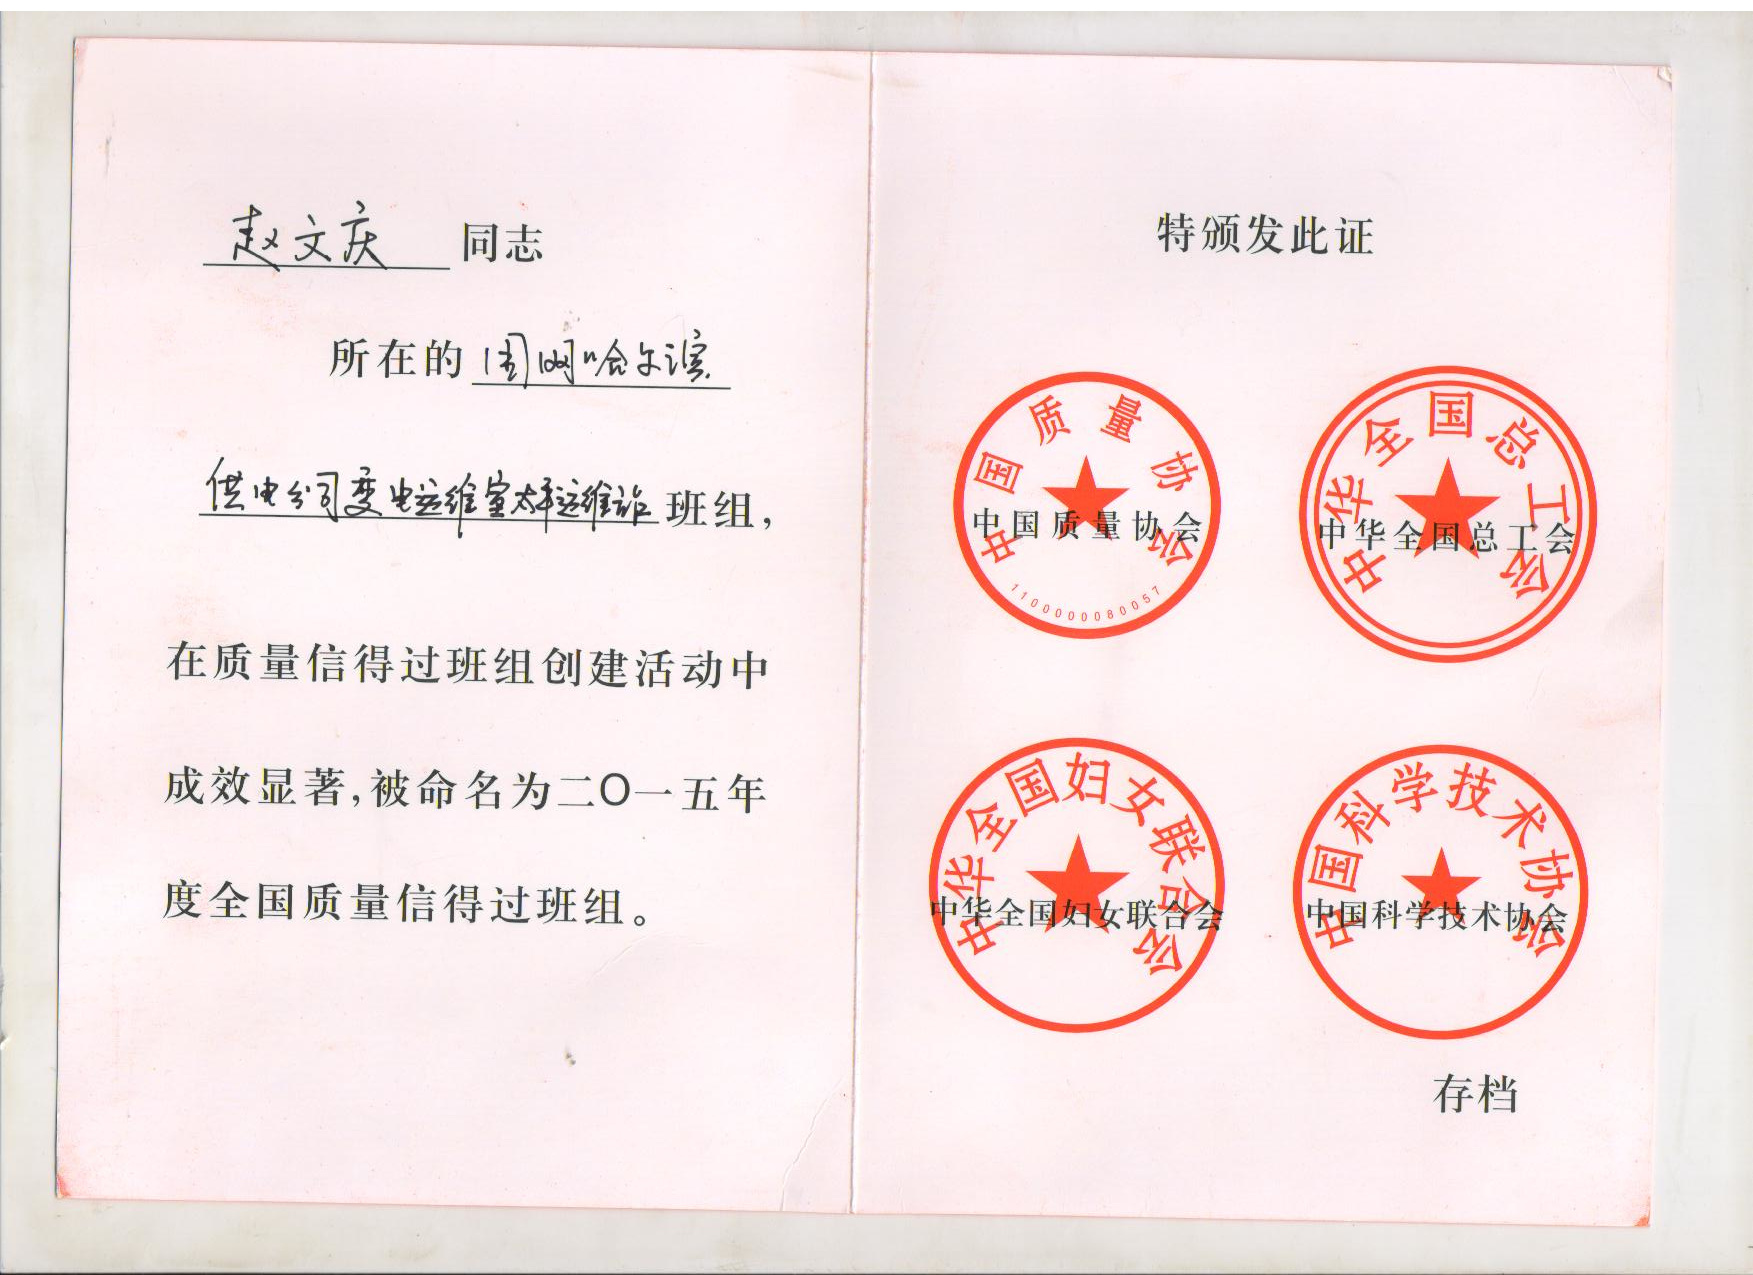 赵文庆 同志
所在的 国网哈尔滨
供电公司变电运维室太平运维站 班组，
在质量信得过班组创建活动中
成效显著，被命名为二〇一五年
度全国质量信得过班组。
特颁发此证
中国质量协会
中国质量协会
1100000080057
中华全国总工会
中华全国总工会
中华全国妇女联合会
中华全国妇女联合会
中国科学技术协会
中国科学技术协会
存档